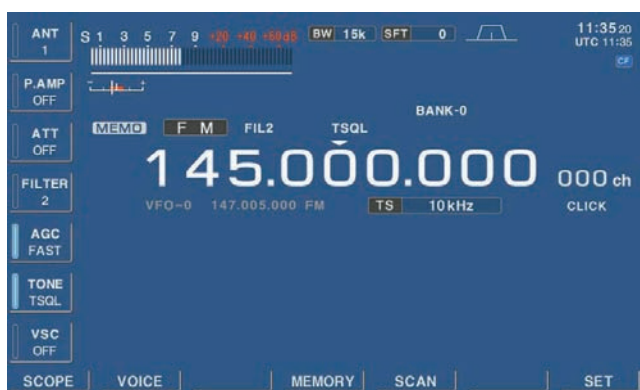 ANT
1
S 1 3 5 7 9 +20 +40 +60dB
BW 15k SFT 0
11:35 20
UTC 11:35
CF
P.AMP
OFF
BANK-0
MEMO FM FIL2 TSQL
ATT
OFF
145.000.000 000 ch
FILTER
2
VFO-0 147.005.000 FM TS 10kHz CLICK
AGC
FAST
TONE
TSQL
VSC
OFF
SCOPE VOICE MEMORY SCAN SET